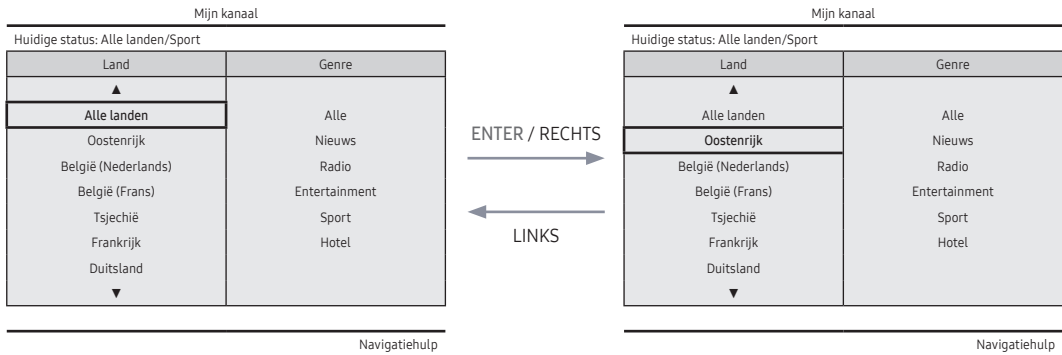 Mijn kanaal
Huidige status: Alle landen/Sport
Land Genre
▲
Alle landen Alle
Oostenrijk Nieuws
België (Nederlands) Radio
België (Frans) Entertainment
Tsjechië Sport
Frankrijk Hotel
Duitsland
▼
Navigatiehulp
ENTER / RECHTS
LINKS
Mijn kanaal
Huidige status: Alle landen/Sport
Land Genre
▲
Alle landen Alle
Oostenrijk Nieuws
België (Nederlands) Radio
België (Frans) Entertainment
Tsjechië Sport
Frankrijk Hotel
Duitsland
▼
Navigatiehulp